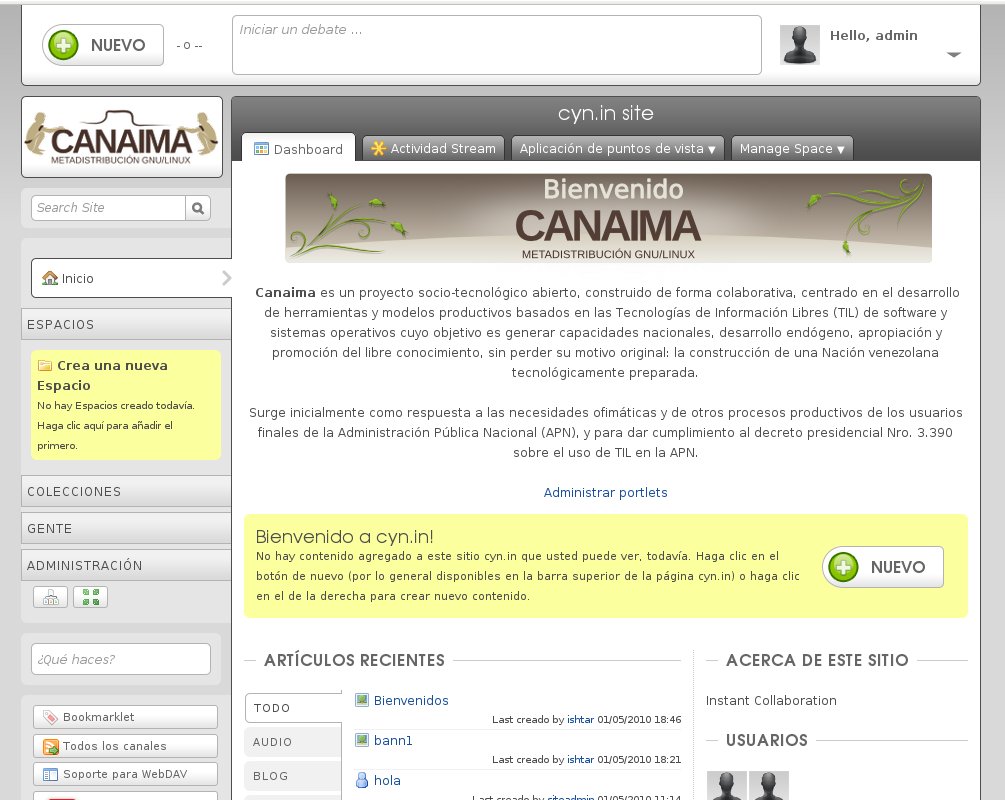 NUEVO
- o --
Iniciar un debate ...
Hello, admin
CANAIMA
METADISTRIBUCIÓN GNU/LINUX
Search Site
Inicio
ESPACIOS
Crea una nueva
Espacio
No hay Espacios creado todavía.
Haga clic aquí para añadir el
primero.
COLECCIONES
GENTE
ADMINISTRACIÓN
¿Qué haces?
Bookmarklet
Todos los canales
Soporte para WebDAV
cyn.in site
Dashboard
Actividad Stream
Aplicación de puntos de vista ▼
Manage Space ▼
Bienvenido
CANAIMA
METADISTRIBUCIÓN GNU/LINUX
Canaima es un proyecto socio-tecnológico abierto, construido de forma colaborativa, centrado en el desarrollo
de herramientas y modelos productivos basados en las Tecnologías de Información Libres (TIL) de software y
sistemas operativos cuyo objetivo es generar capacidades nacionales, desarrollo endógeno, apropiación y
promoción del libre conocimiento, sin perder su motivo original: la construcción de una Nación venezolana
tecnológicamente preparada.
Surge inicialmente como respuesta a las necesidades ofimáticas y de otros procesos productivos de los usuarios
finales de la Administración Pública Nacional (APN), y para dar cumplimiento al decreto presidencial Nro. 3.390
sobre el uso de TIL en la APN.
Administrar portlets
Bienvenido a cyn.in!
No hay contenido agregado a este sitio cyn.in que usted puede ver, todavía. Haga clic en el
botón de nuevo (por lo general disponibles en la barra superior de la página cyn.in) o haga clic
en el de la derecha para crear nuevo contenido.
NUEVO
ARTÍCULOS RECIENTES
TODO
AUDIO
BLOG
Bienvenidos
Last creado by ishtar 01/05/2010 18:46
bann1
Last creado by ishtar 01/05/2010 18:21
hola
Last creado by siteadmin 01/05/2010 11:14
ACERCA DE ESTE SITIO
Instant Collaboration
USUARIOS